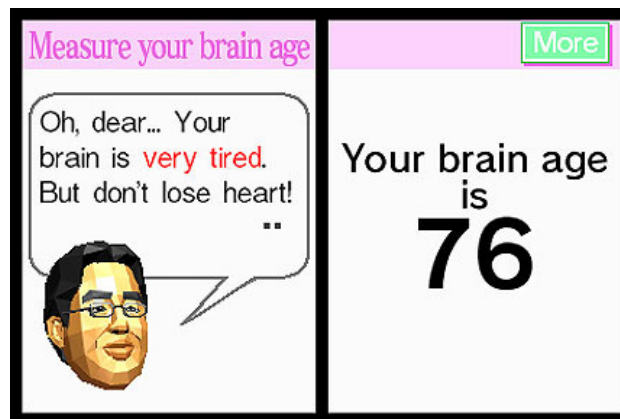 Measure your brain age
Oh, dear... Your
brain is very tired.
But don't lose heart!
More
Your brain age
is
76